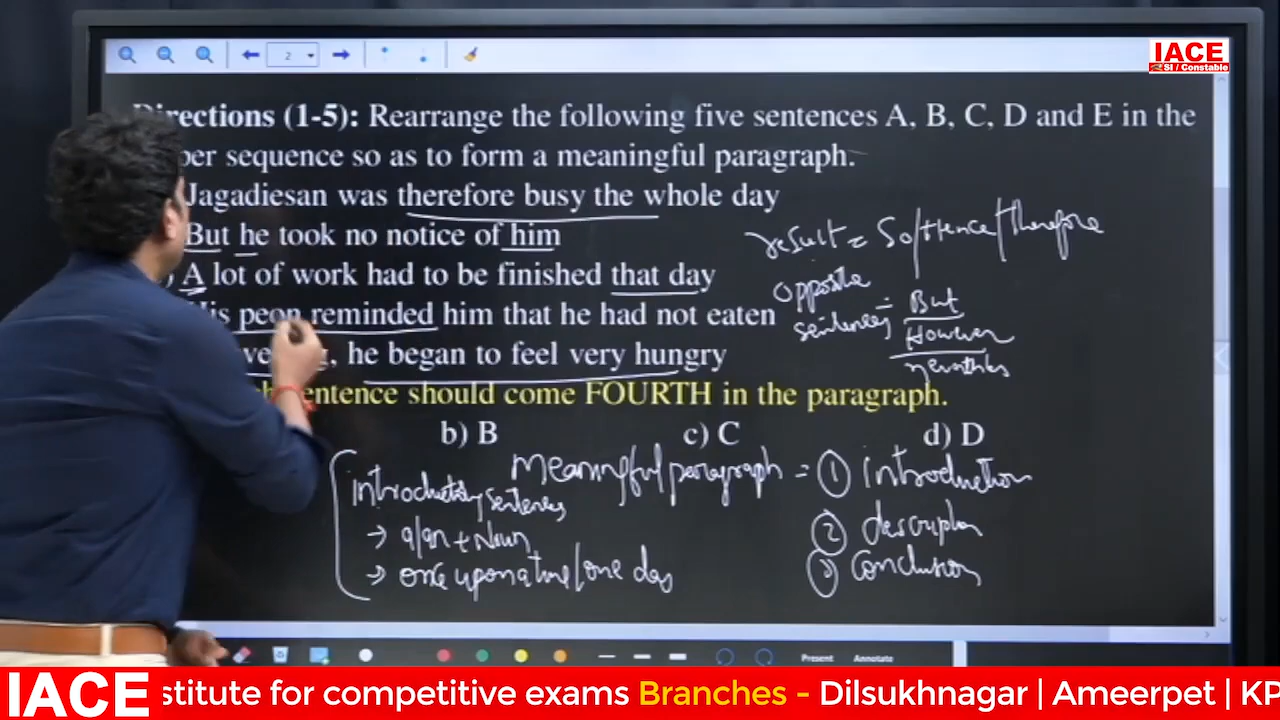 2
IACE
SI / Constable
Directions (1-5): Rearrange the following five sentences A, B, C, D and E in the
per sequence so as to form a meaningful paragraph.
Jagadiesan was therefore busy the whole day
But he took no notice of him
) A lot of work had to be finished that day
His peon reminded him that he had not eaten
he began to feel very hungry
sentence should come FOURTH in the paragraph.
b) B c) C d) D
result = So/Hence/therefore
opposite
sentences = But
However
Meaningful paragraph = ① introduction
② description
③ Conclusion
introductory sentences
→ a/an + Noun
→ once upon a time/one day
Present Annotate
IACE stitute for competitive exams Branches - Dilsukhnagar | Ameerpet | KP